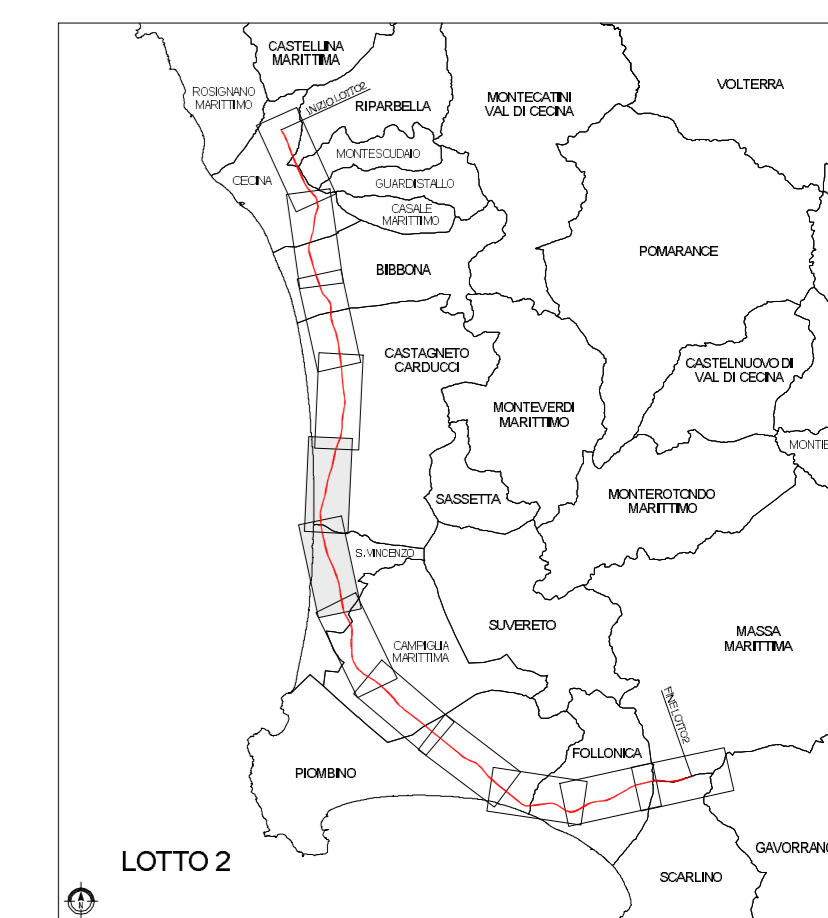 CASTELLINA
MARITTIMA
VOLTERRA
ROSIGNANO
MARITTIMO
INIZIO LOTTO2
RIPARBELLA
MONTECATINI
VAL DI CECINA
MONTESCUDAIO
CECINA
GUARDISTALLO
CASALE
MARITTIMO
POMARANCE
BIBBONA
CASTAGNETO
CARDUCCI
CASTELNUOVO DI
VAL DI CECINA
MONTEVERDI
MARITTIMO
MONTIE
SASSETTA
MONTEROTONDO
MARITTIMO
S. VINCENZO
SUVERETO
MASSA
MARITTIMA
CAMPIGLIA
MARITTIMA
FINE LOTTO2
FOLLONICA
PIOMBINO
GAVORRANO
LOTTO 2
SCARLINO
N